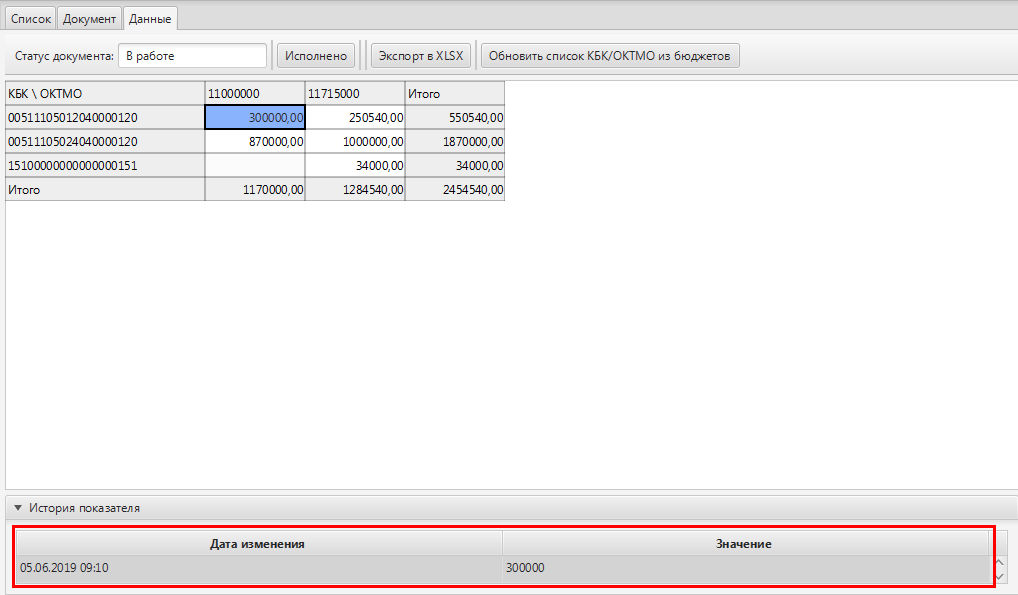 Список Документ Данные
Статус документа: В работе Исполнено Экспорт в XLSX Обновить список КБК/ОКТМО из бюджетов
КБК \ ОКТМО 11000000 11715000 Итого
00511105012040000120 300000,00 250540,00 550540,00
00511105024040000120 870000,00 1000000,00 1870000,00
15100000000000000151 34000,00 34000,00
Итого 1170000,00 1284540,00 2454540,00
История показателя
Дата изменения Значение
05.06.2019 09:10 300000